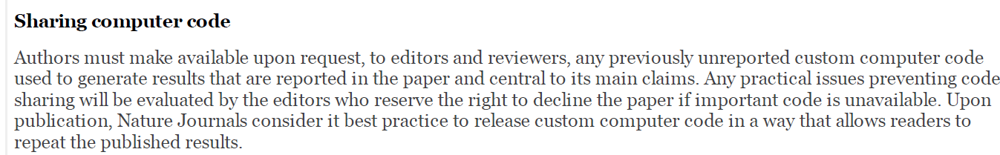 Sharing computer code
Authors must make available upon request, to editors and reviewers, any previously unreported custom computer code
used to generate results that are reported in the paper and central to its main claims. Any practical issues preventing code
sharing will be evaluated by the editors who reserve the right to decline the paper if important code is unavailable. Upon
publication, Nature Journals consider it best practice to release custom computer code in a way that allows readers to
repeat the published results.